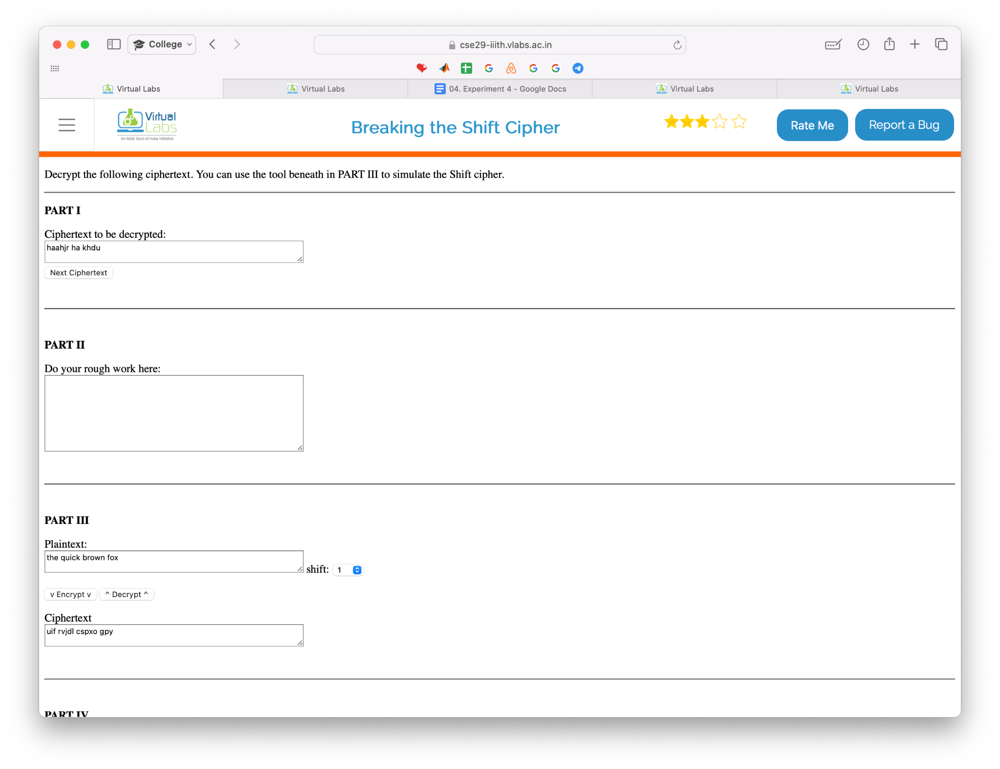 College
cse29-iiith.vlabs.ac.in
Virtual Labs
Virtual Labs
04. Experiment 4 - Google Docs
Virtual Labs
Virtual Labs
Virtual
Labs
An MoE Govt of India Initiative
Breaking the Shift Cipher
Rate Me
Report a Bug
Decrypt the following ciphertext. You can use the tool beneath in PART III to simulate the Shift cipher.
PART I
Ciphertext to be decrypted:
haahjr ha khdu
Next Ciphertext
PART II
Do your rough work here:
PART III
Plaintext:
the quick brown fox
shift: 1
v Encrypt v ^ Decrypt ^
Ciphertext
uif rvjdl cspxo gpy
PART IV